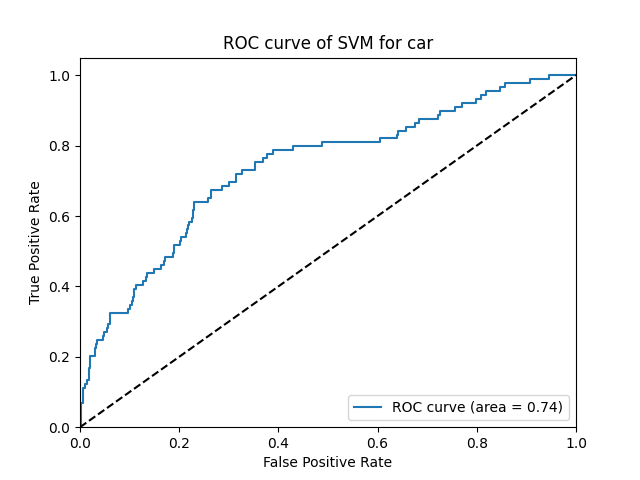 ROC curve of SVM for car
True Positive Rate
1.0
0.8
0.6
0.4
0.2
0.0
0.0 0.2 0.4 0.6 0.8 1.0
False Positive Rate
ROC curve (area = 0.74)